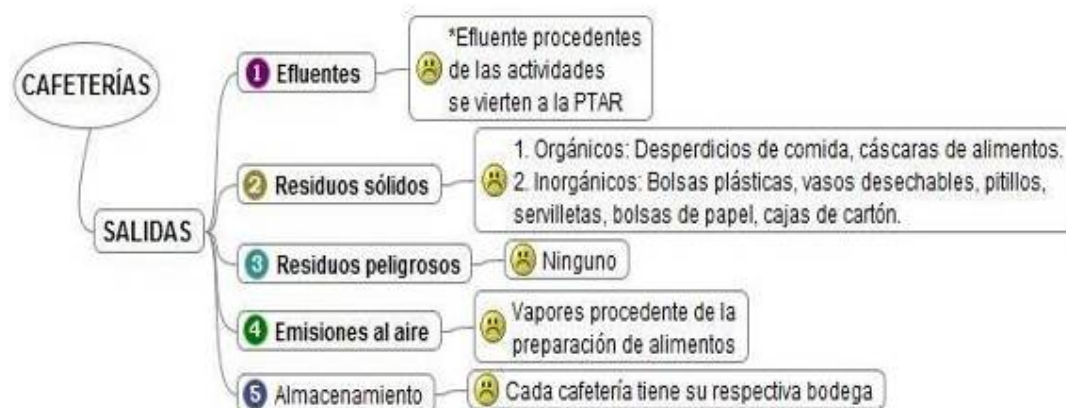 CAFETERÍAS
SALIDAS
1 Efluentes
*Efluente procedentes
de las actividades
se vierten a la PTAR
2 Residuos sólidos
1. Orgánicos: Desperdicios de comida, cáscaras de alimentos.
2. Inorgánicos: Bolsas plásticas, vasos desechables, pitillos,
servilletas, bolsas de papel, cajas de cartón.
3 Residuos peligrosos
Ninguno
4 Emisiones al aire
Vapores procedente de la
preparación de alimentos
5 Almacenamiento
Cada cafetería tiene su respectiva bodega